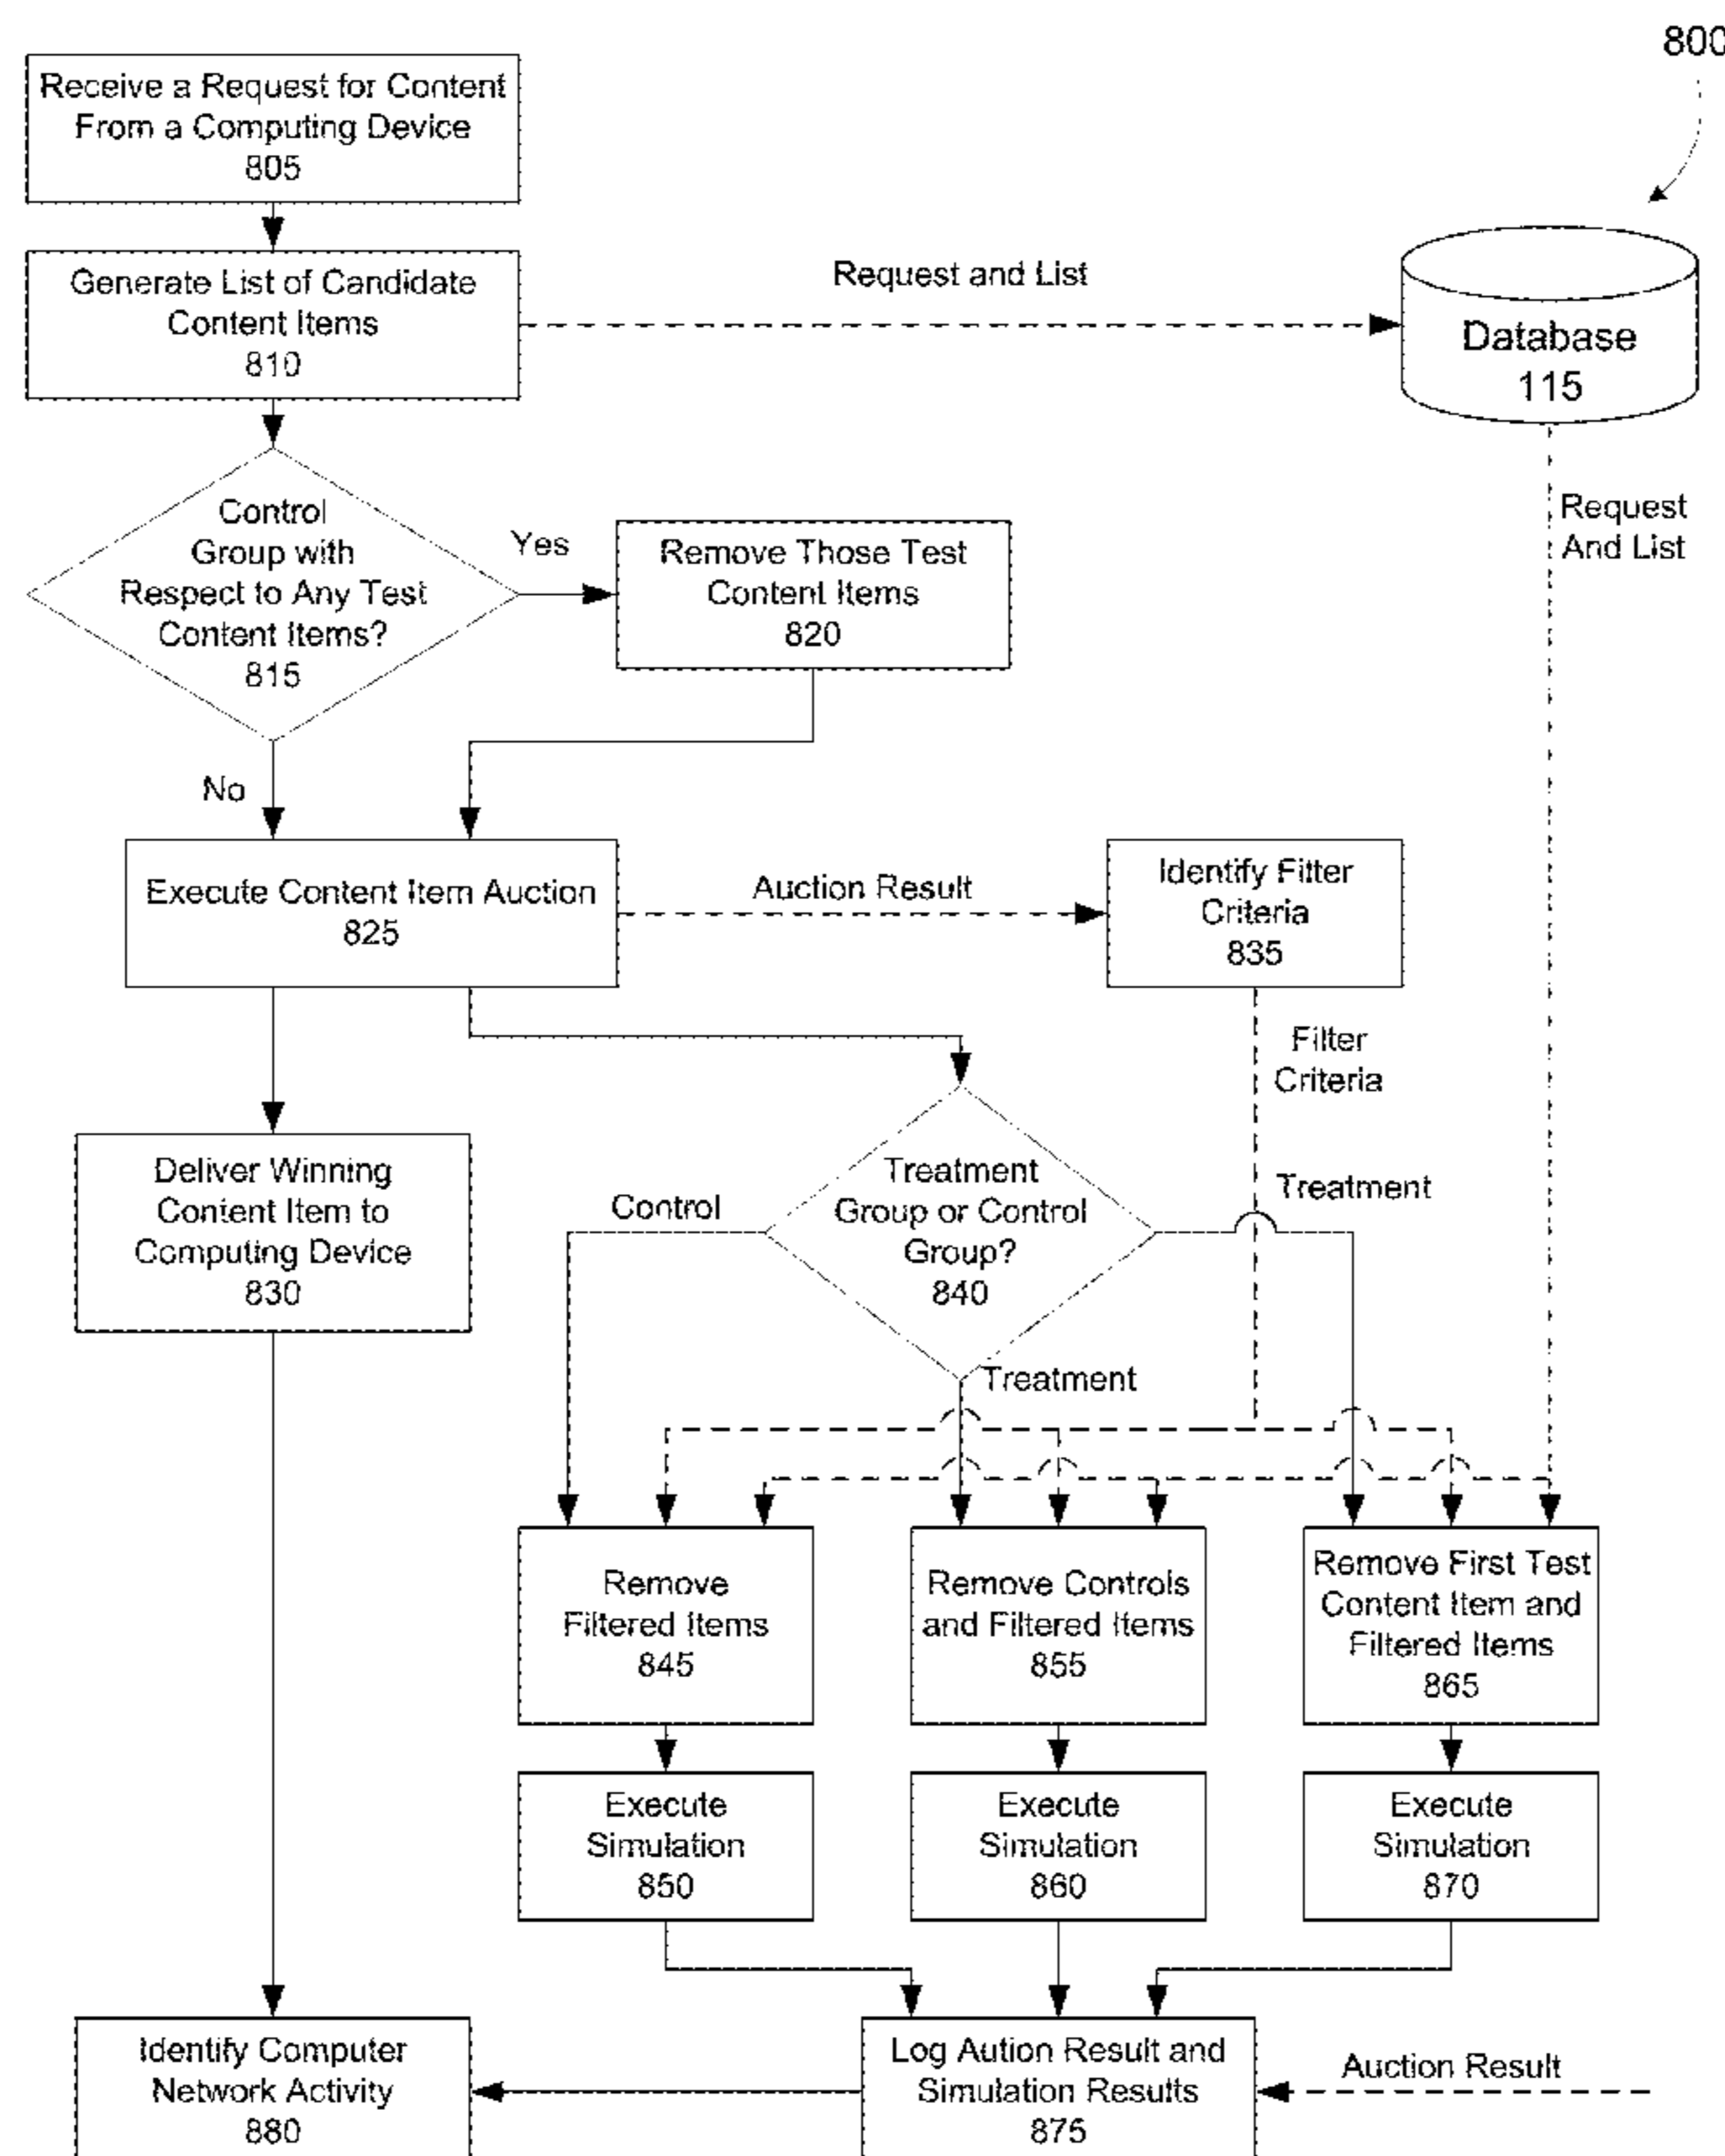 800
Receive a Request for Content
From a Computing Device
805
Generate List of Candidate
Content Items
810
Request and List
Database
115
Request
And List
Control
Group with
Respect to Any Test
Content Items?
815
Yes
Remove Those Test
Content Items
820
No
Execute Content Item Auction
825
Auction Result
Identify Filter
Criteria
835
Filter
Criteria
Deliver Winning
Content Item to
Computing Device
830
Control
Treatment
Group or Control
Group?
840
Treatment
Treatment
Remove
Filtered Items
845
Remove Controls
and Filtered Items
855
Remove First Test
Content Item and
Filtered Items
865
Execute
Simulation
850
Execute
Simulation
860
Execute
Simulation
870
Identify Computer
Network Activity
880
Log Aution Result and
Simulation Results
875
Auction Result